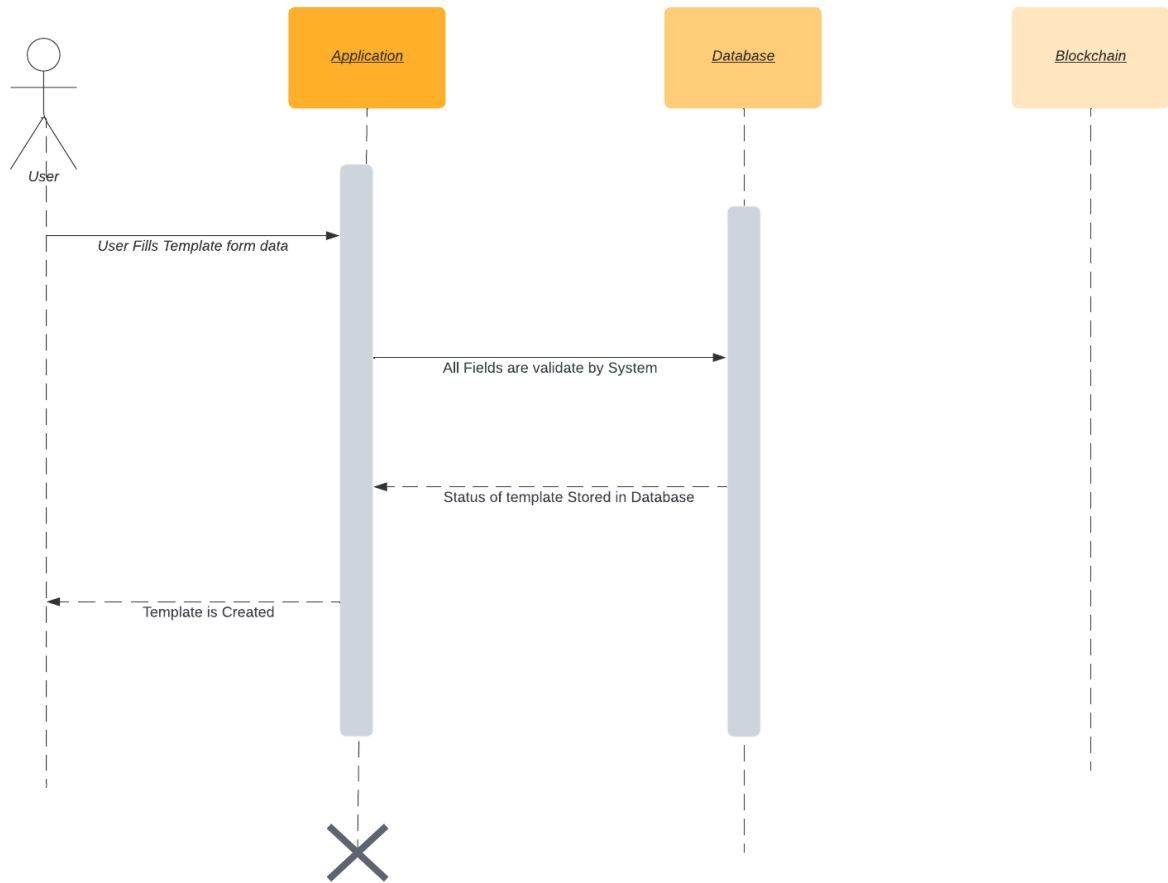 Application
Database
Blockchain
User
User Fills Template form data
All Fields are validate by System
Status of template Stored in Database
Template is Created